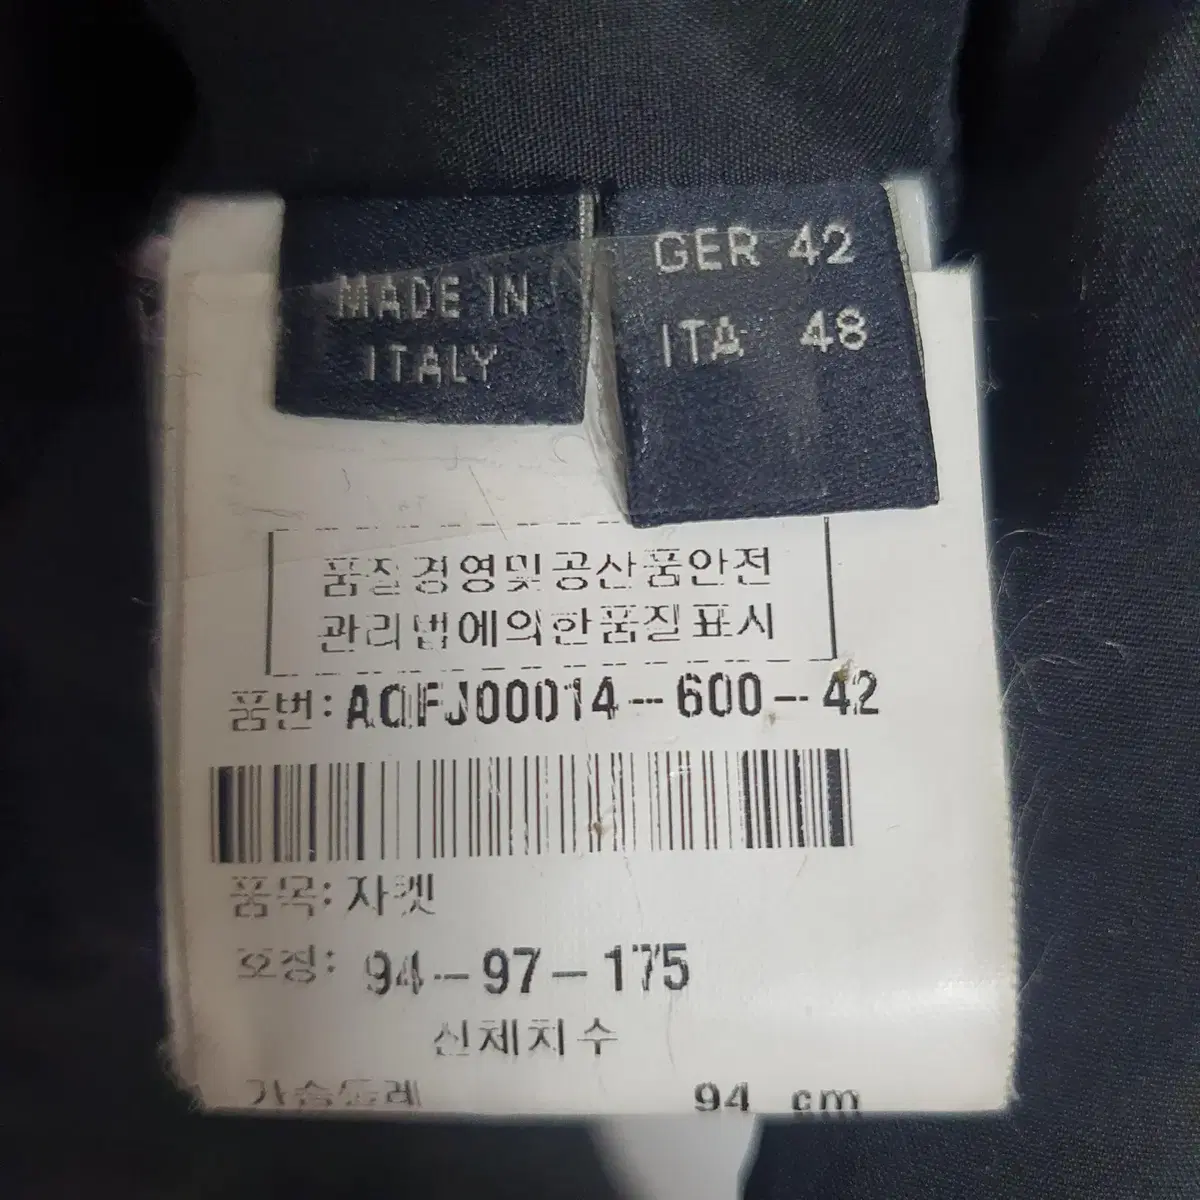 MADE IN
ITALY
GER 42
ITA 48
품질경영및공산품안전
관리법에의한품질표시
품번: AQFJ00014-600-42
품목: 자켓
호칭: 94-97-175
신체치수
가슴둘레 94 cm